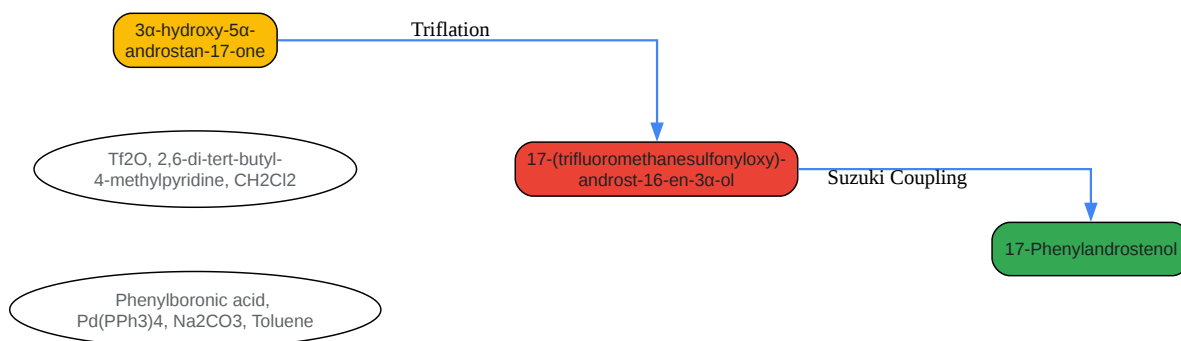 3α-hydroxy-5α-
androstan-17-one
Triflation
Tf2O, 2,6-di-tert-butyl-
4-methylpyridine, CH2Cl2
17-(trifluoromethanesulfonyloxy)-
androst-16-en-3α-ol
Suzuki Coupling
17-Phenylandrostenol
Phenylboronic acid,
Pd(PPh3)4, Na2CO3, Toluene